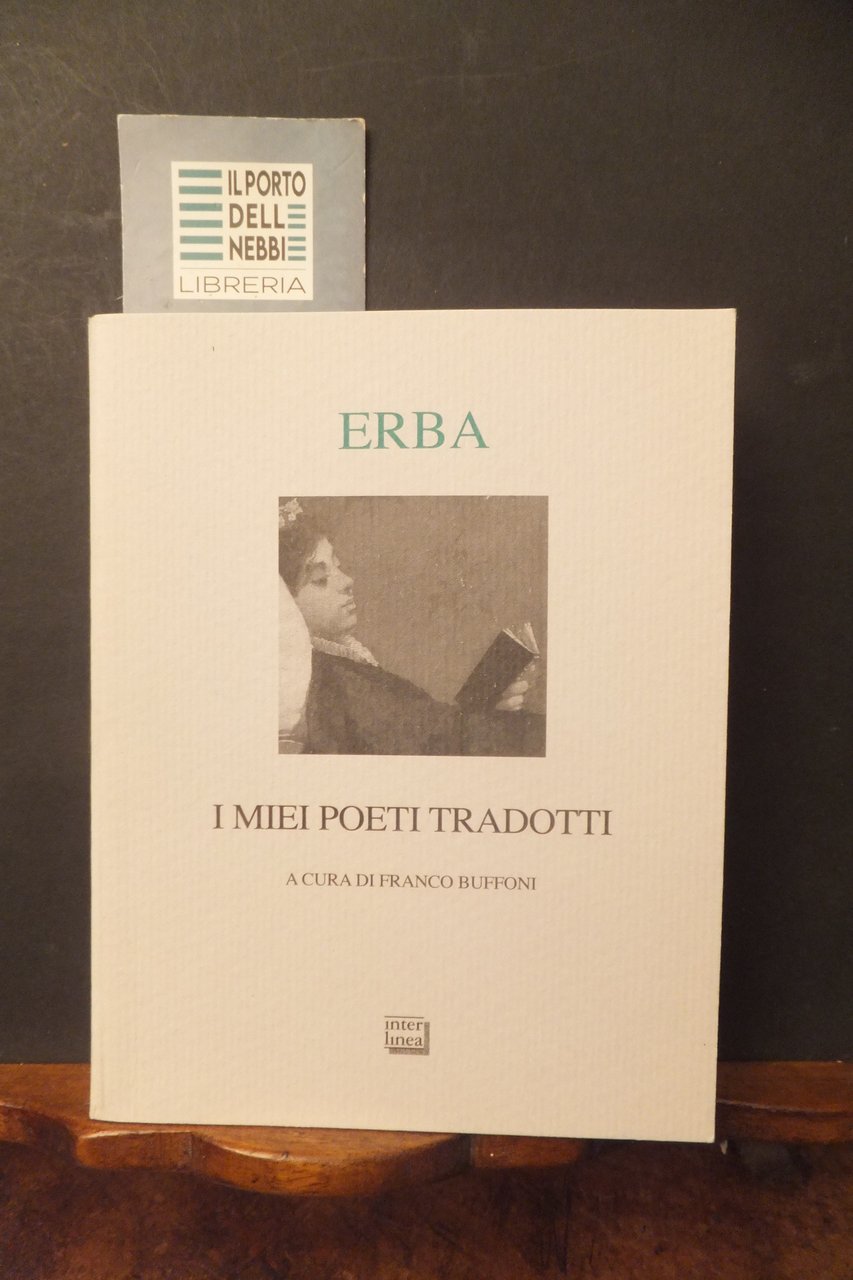 IL PORTO
DELL
NEBBI
LIBRERIA
ERBA
I MIEI POETI TRADOTTI
A CURA DI FRANCO BUFFONI
inter
linea